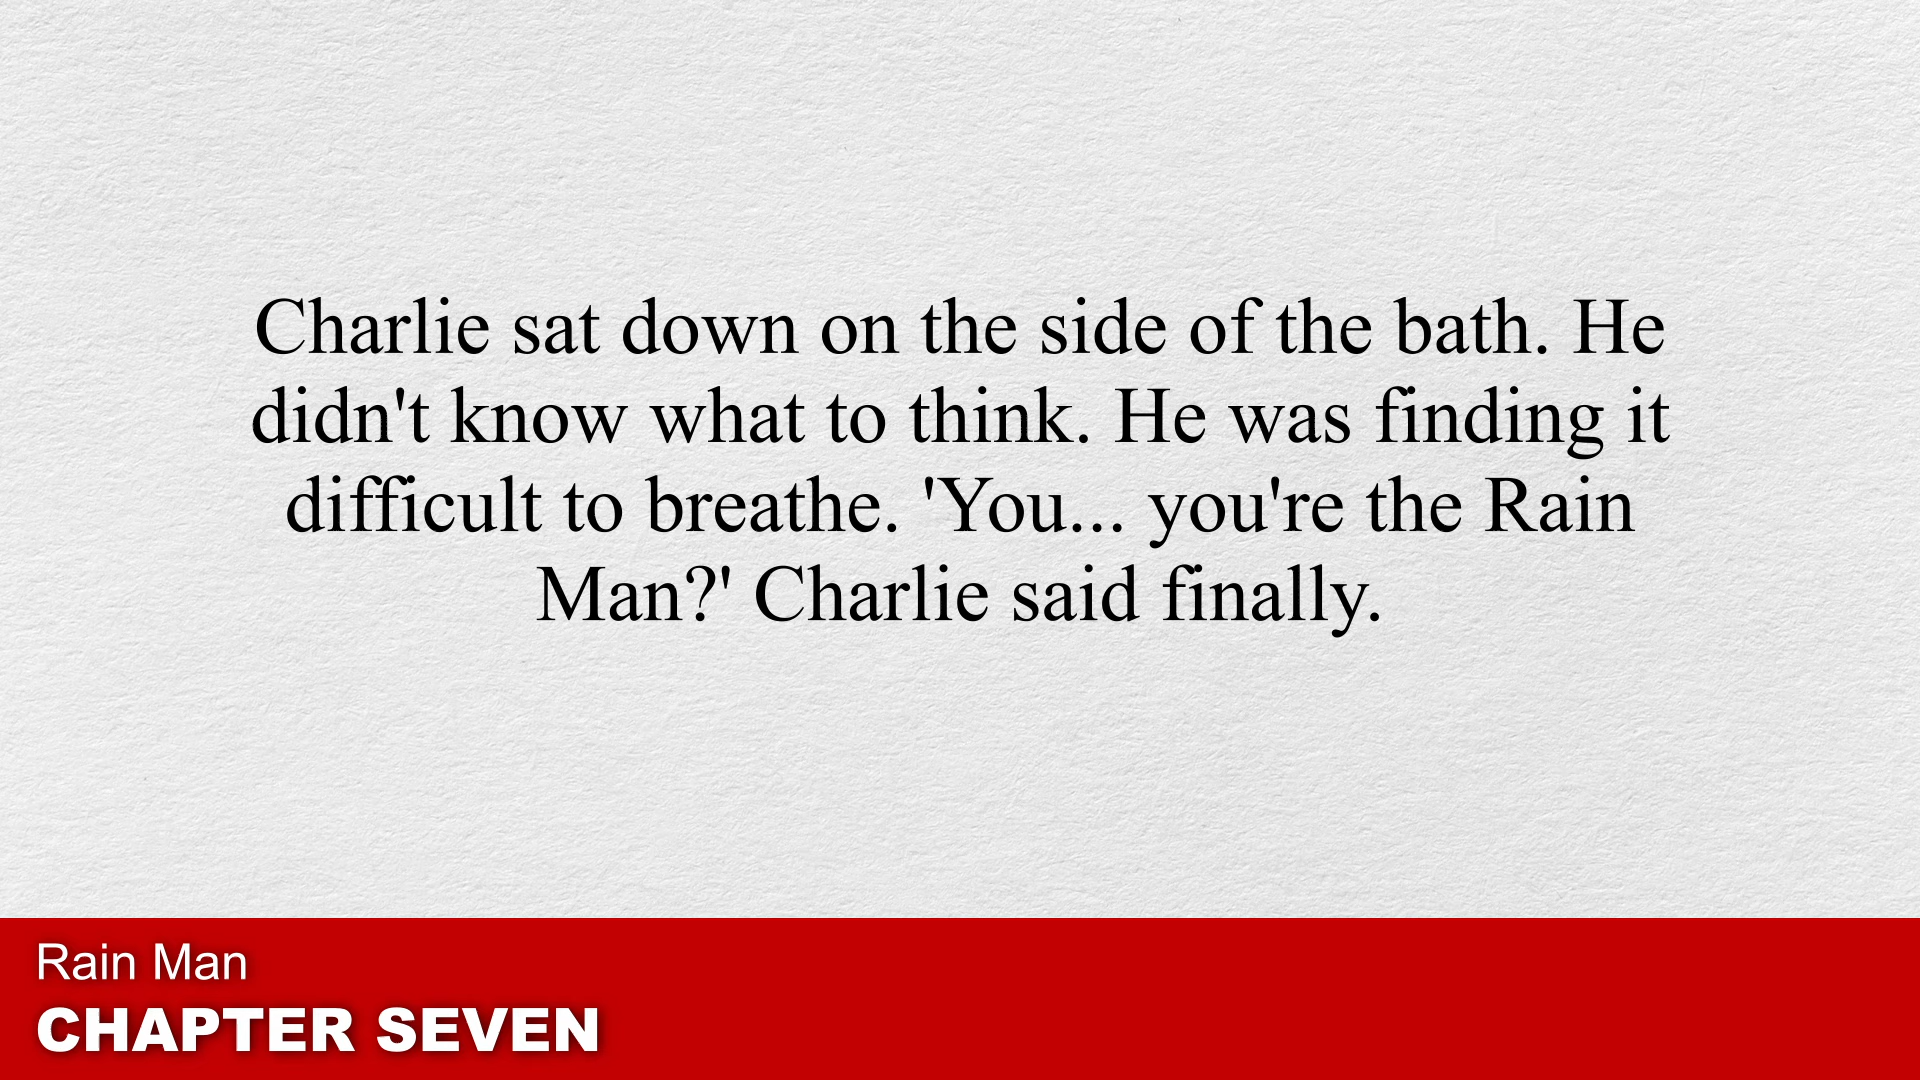 Charlie sat down on the side of the bath. He
didn't know what to think. He was finding it
difficult to breathe. 'You... you're the Rain
Man?' Charlie said finally.
Rain Man
CHAPTER SEVEN